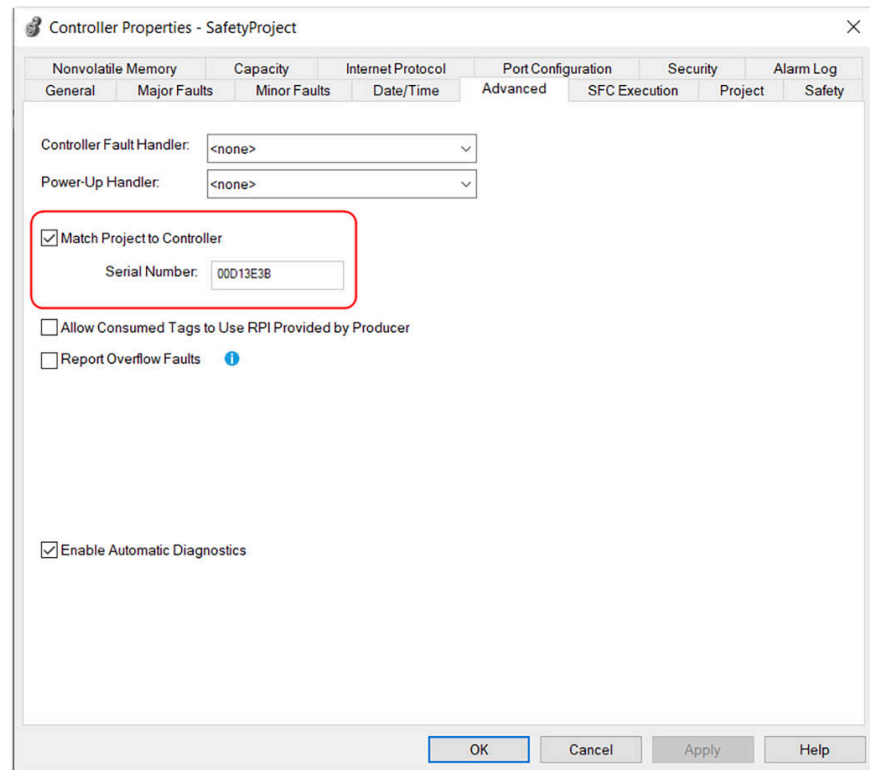 Controller Properties - SafetyProject
Nonvolatile Memory Capacity Internet Protocol Port Configuration Security Alarm Log
General Major Faults Minor Faults Date/Time Advanced SFC Execution Project Safety
Controller Fault Handler: <none>
Power-Up Handler: <none>
Match Project to Controller
Serial Number: 00D13E3B
Allow Consumed Tags to Use RPI Provided by Producer
Report Overflow Faults
Enable Automatic Diagnostics
OK Cancel Apply Help